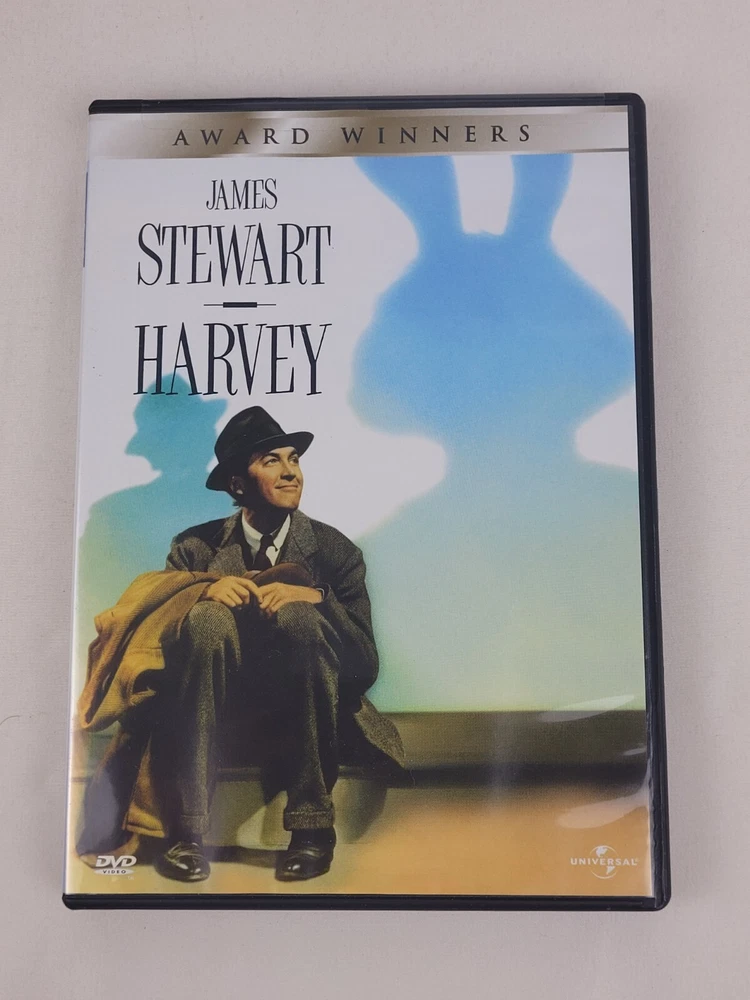 AWARD WINNERS
JAMES
STEWART
HARVEY
DVD
VIDEO
UNIVERSAL